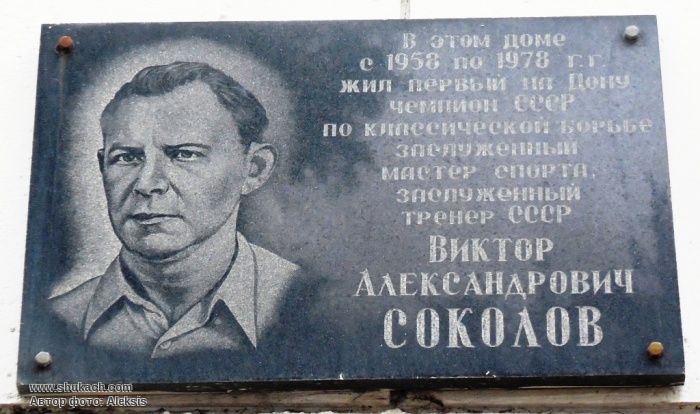 В этом доме
с 1958 по 1978 г.г.
жил первый на Дону
чемпион СССР
по классической борьбе
заслуженный
мастер спорта,
заслуженный
тренер СССР
Виктор
Александрович
СОКОЛОВ
www.shukach.com
Автор фото: Aleksis